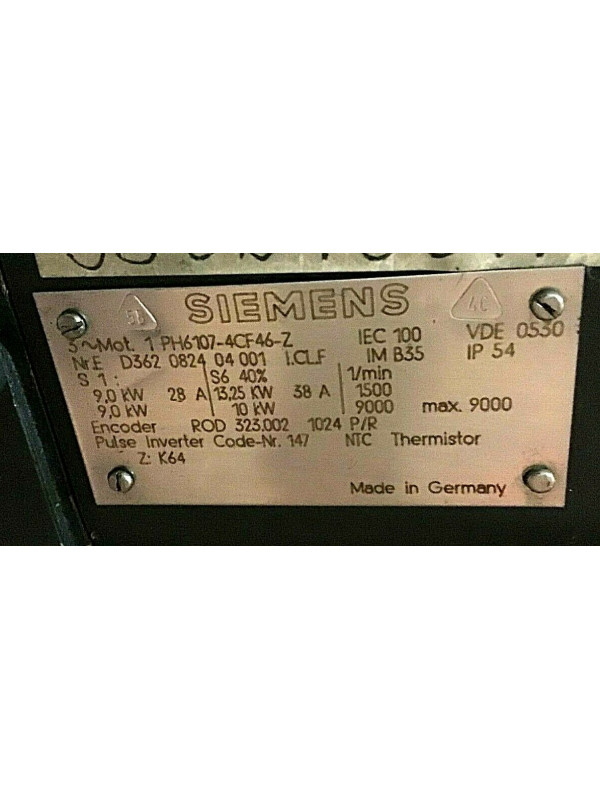 SIEMENS
4C
3~Mot. 1 PH6107-4CF46-Z IEC 100 VDE 0530
Nr.E D362 0824 04 001 I.CL.F IM B35 IP 54
S 1 : S6 40% 1/min
9,0 KW 28 A 13,25 KW 38 A 1500
9,0 KW 10 KW 9000 max. 9000
Encoder ROD 323.002 1024 P/R
Pulse Inverter Code-Nr. 147 NTC Thermistor
Z: K64
Made in Germany